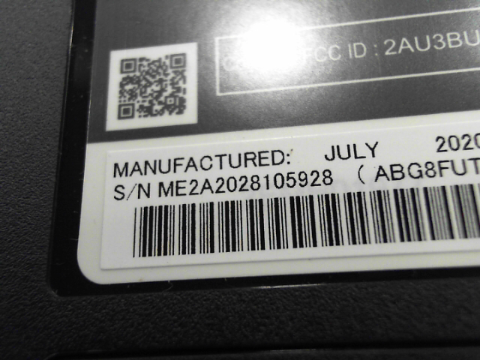 FCC ID : 2AU3BU
MANUFACTURED: JULY 2020
S/N ME2A2028105928 ( ABG8FUT